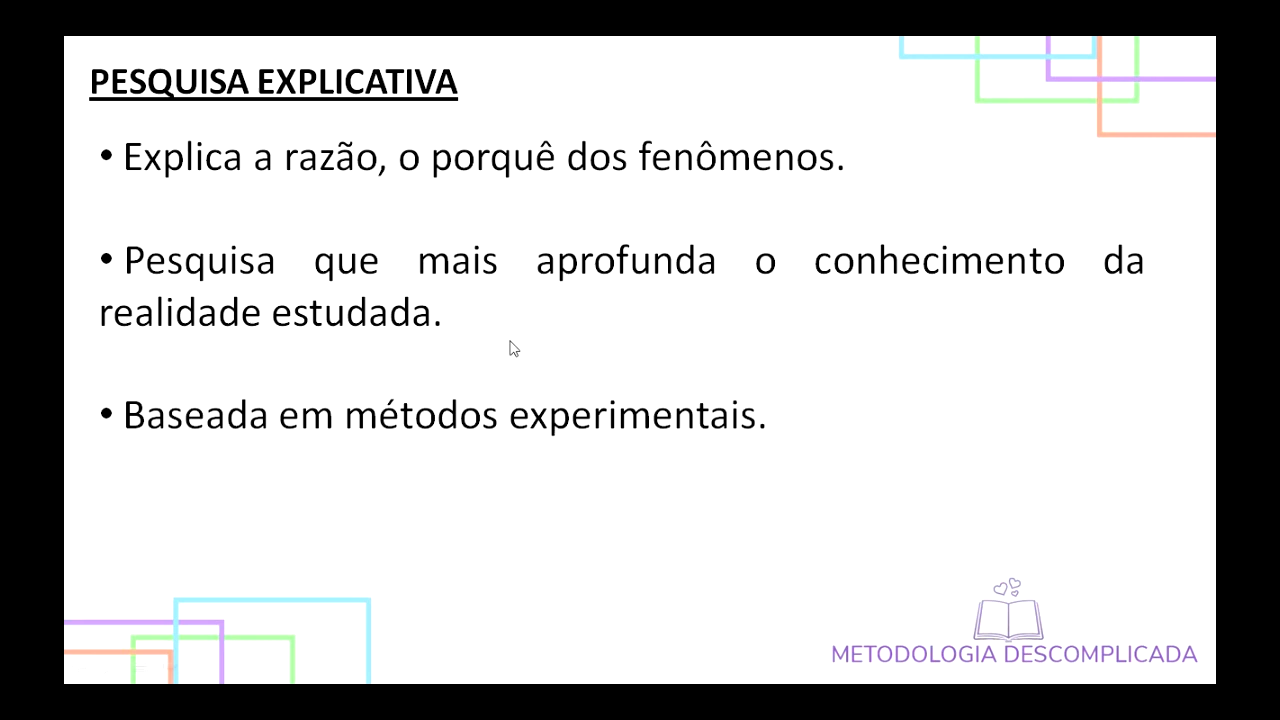 PESQUISA EXPLICATIVA
• Explica a razão, o porquê dos fenômenos.
• Pesquisa que mais aprofunda o conhecimento da
realidade estudada.
• Baseada em métodos experimentais.
METODOLOGIA DESCOMPLICADA